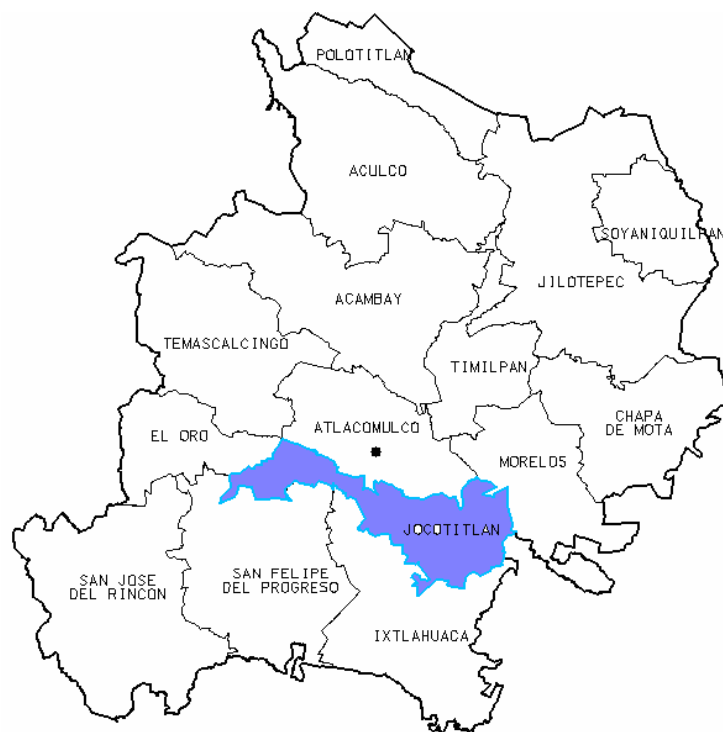 POLOTITLAN
ACULCO
SOYANIQUILPAN
JILOTEPEC
ACAMBAY
TEMASCALCINGO
TIMILPAN
CHAPA
DE MOTA
ATLACOMULCO
EL ORO
MORELOS
JOCOTITLAN
SAN JOSE
DEL RINCON
SAN FELIPE
DEL PROGRESO
IXTLAHUACA